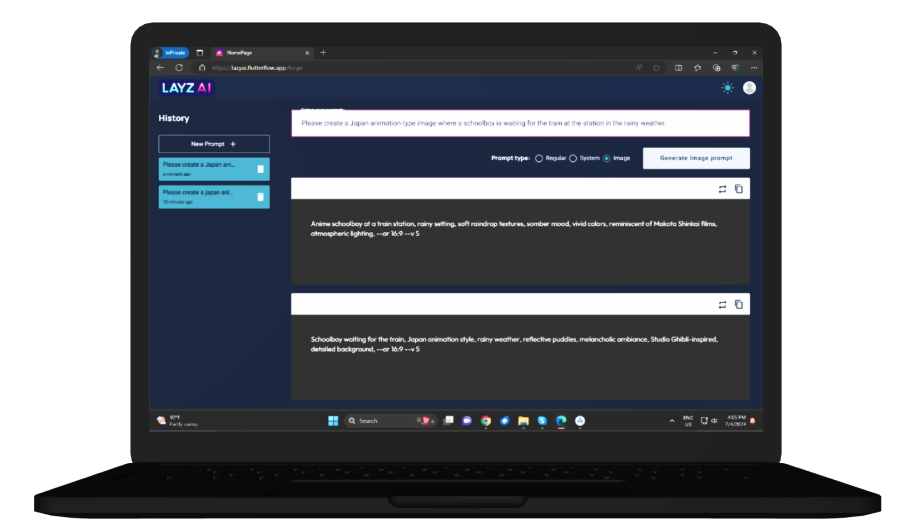 InPrivate
HomePage
https://lazyai.flutterflow.app/forge
LAYZ AI
History
New Prompt +
Please create a Japan ani...
a moment ago
Please create a japan ani...
12 minutes ago
Please create a Japan animation-type image where a schoolboy is waiting for the train at the station in the rainy weather.
Prompt type: Regular System Image
Generate Image prompt
Anime schoolboy at a train station, rainy setting, soft raindrop textures, somber mood, vivid colors, reminiscent of Makoto Shinkai films,
atmospheric lighting, --ar 16:9 --v 5
Schoolboy waiting for the train, Japan animation style, rainy weather, reflective puddles, melancholic ambiance, Studio Ghibli-inspired,
detailed background, --ar 16:9 --v 5
92°F
Partly sunny
Search
ENG
US
4:05 PM
7/4/2024